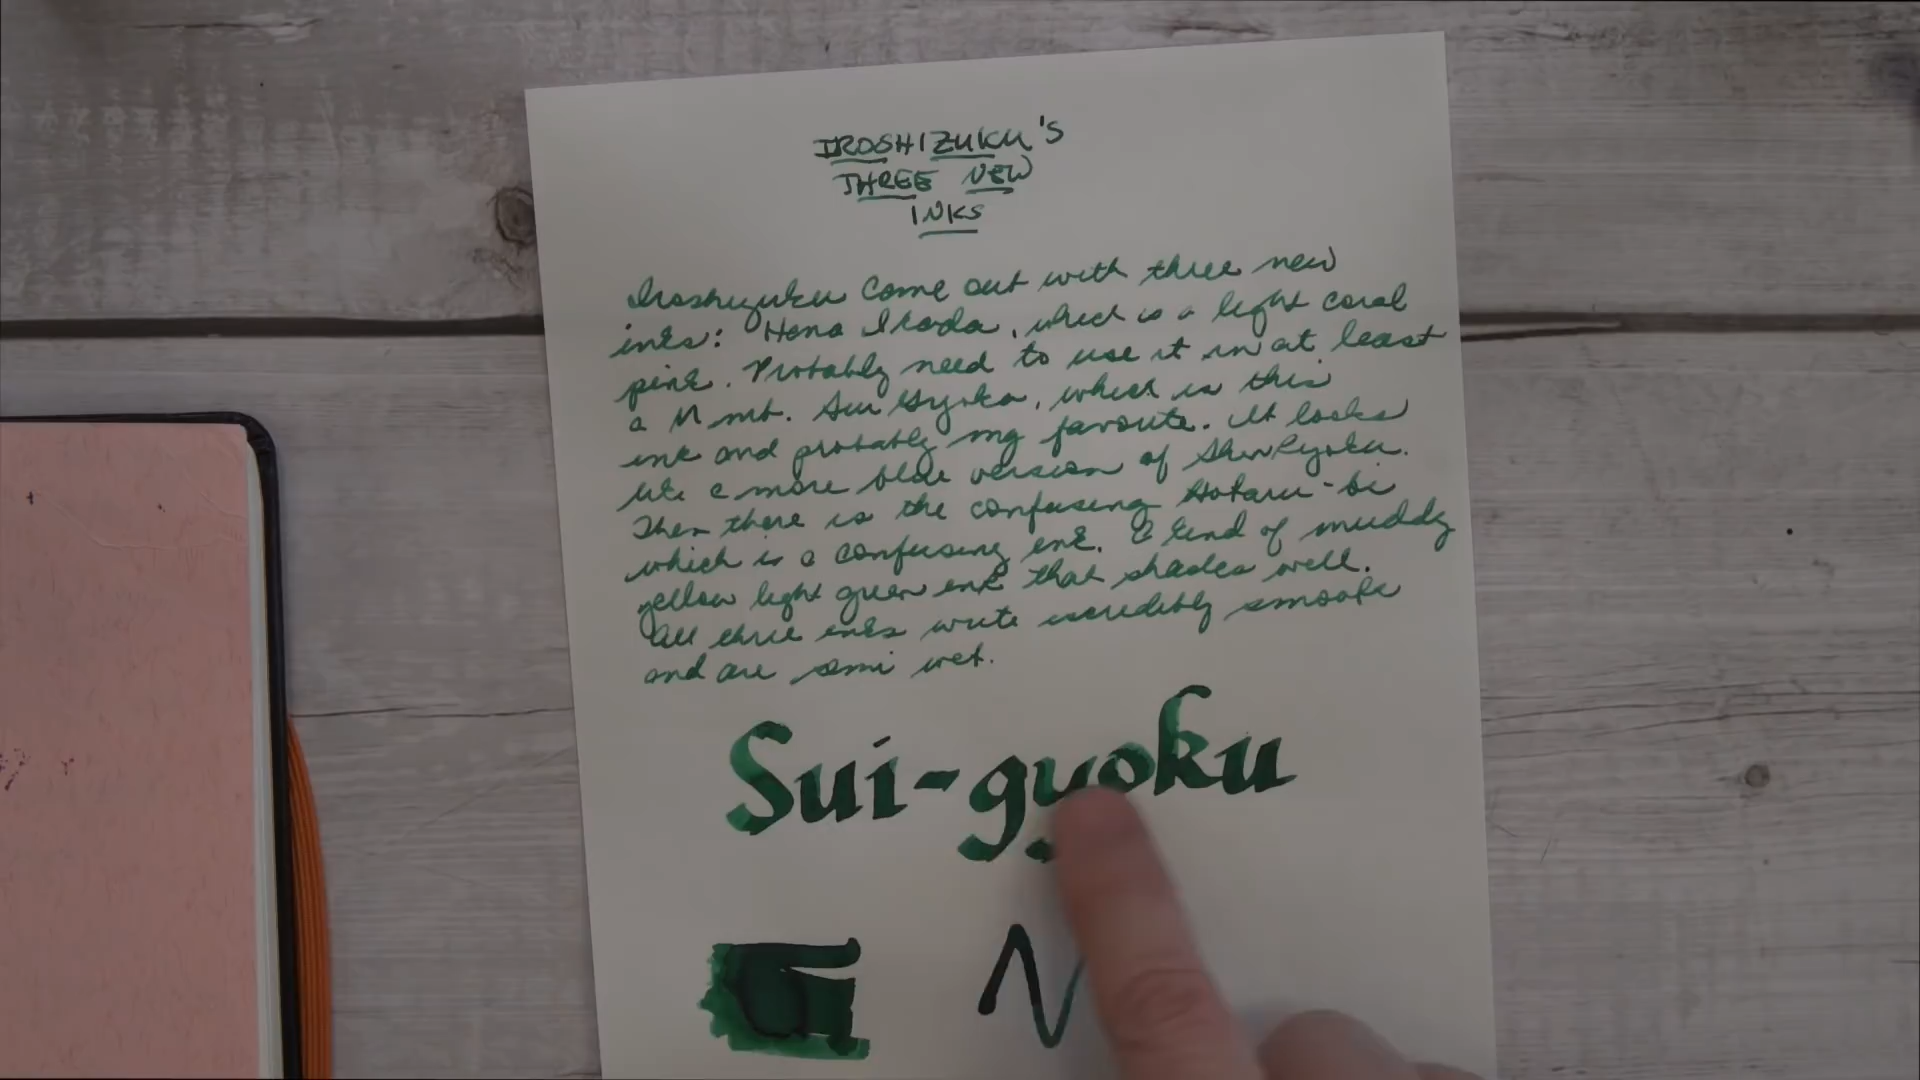 IROSHIZUKU'S
THREE NEW
INKS
Iroshizuku came out with three new
inks: Hana Ikada, which is a light coral
pink. Probably need to use it in at least
a M nib. Sui Gyoku, which is this
ink and probably my favorite. It looks
like a more blue version of ShinRyoku.
Then there is the confusing Hotaru-bi
which is a confusing ink. A kind of muddy
yellow light green ink that shades well.
All three inks write incredibly smooth
and are semi wet.
Sui-gyoku